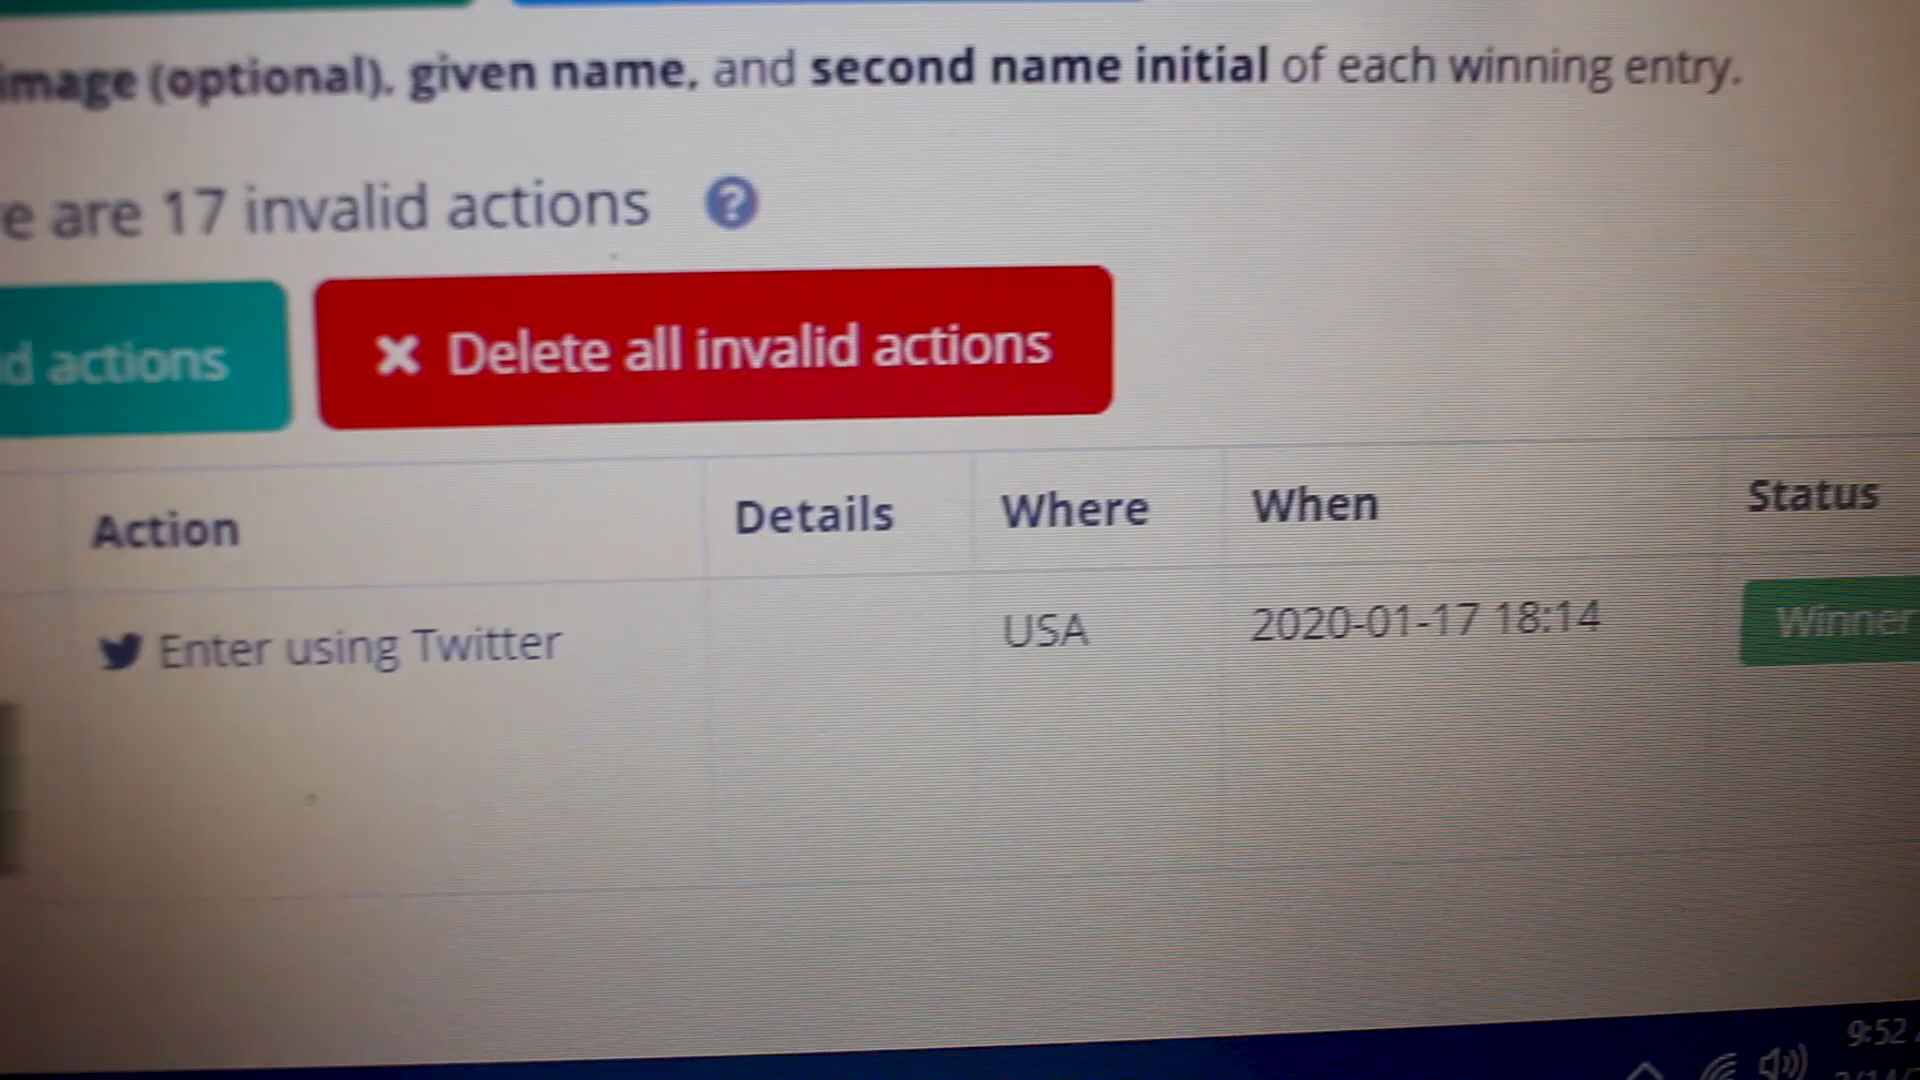 image (optional), given name, and second name initial of each winning entry.
e are 17 invalid actions ?
d actions
Delete all invalid actions
Action Details Where When Status
Enter using Twitter USA 2020-01-17 18:14 Winner
9:52